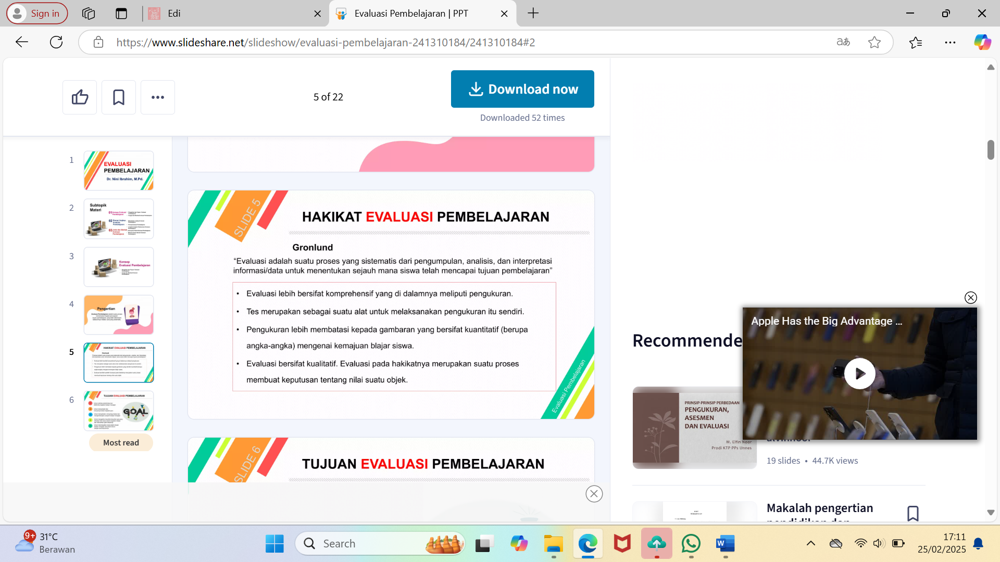 Sign in
Edi
Evaluasi Pembelajaran | PPT
https://www.slideshare.net/slideshow/evaluasi-pembelajaran-241310184/241310184#2
5 of 22
Download now
Downloaded 52 times
1
EVALUASI
PEMBELAJARAN
Dr. Nini Ibrahim, M.Pd.
2
Subtopik
Materi
3
Konsep
Evaluasi Pembelajaran
4
Pengertian
5
HAKIKAT EVALUASI PEMBELAJARAN
6
TUJUAN EVALUASI PEMBELAJARAN
GOAL
Most read
SLIDE 5
HAKIKAT EVALUASI PEMBELAJARAN
Gronlund
“Evaluasi adalah suatu proses yang sistematis dari pengumpulan, analisis, dan interpretasi
informasi/data untuk menentukan sejauh mana siswa telah mencapai tujuan pembelajaran”
• Evaluasi lebih bersifat komprehensif yang di dalamnya meliputi pengukuran.
• Tes merupakan sebagai suatu alat untuk melaksanakan pengukuran itu sendiri.
• Pengukuran lebih membatasi kepada gambaran yang bersifat kuantitatif (berupa
angka-angka) mengenai kemajuan blajar siswa.
• Evaluasi bersifat kualitatif. Evaluasi pada hakikatnya merupakan suatu proses
membuat keputusan tentang nilai suatu objek.
Evaluasi Pembelajaran
SLIDE 6
TUJUAN EVALUASI PEMBELAJARAN
Apple Has the Big Advantage ...
Recommende
PRINSIP-PRINSIP PERBEDAAN
PENGUKURAN,
ASESMEN
DAN EVALUASI
M. Elfin Noor
Prodi KTP PPs Unnes
19 slides • 44.7K views
Makalah pengertian
9+
31°C
Berawan
Search
17:11
25/02/2025